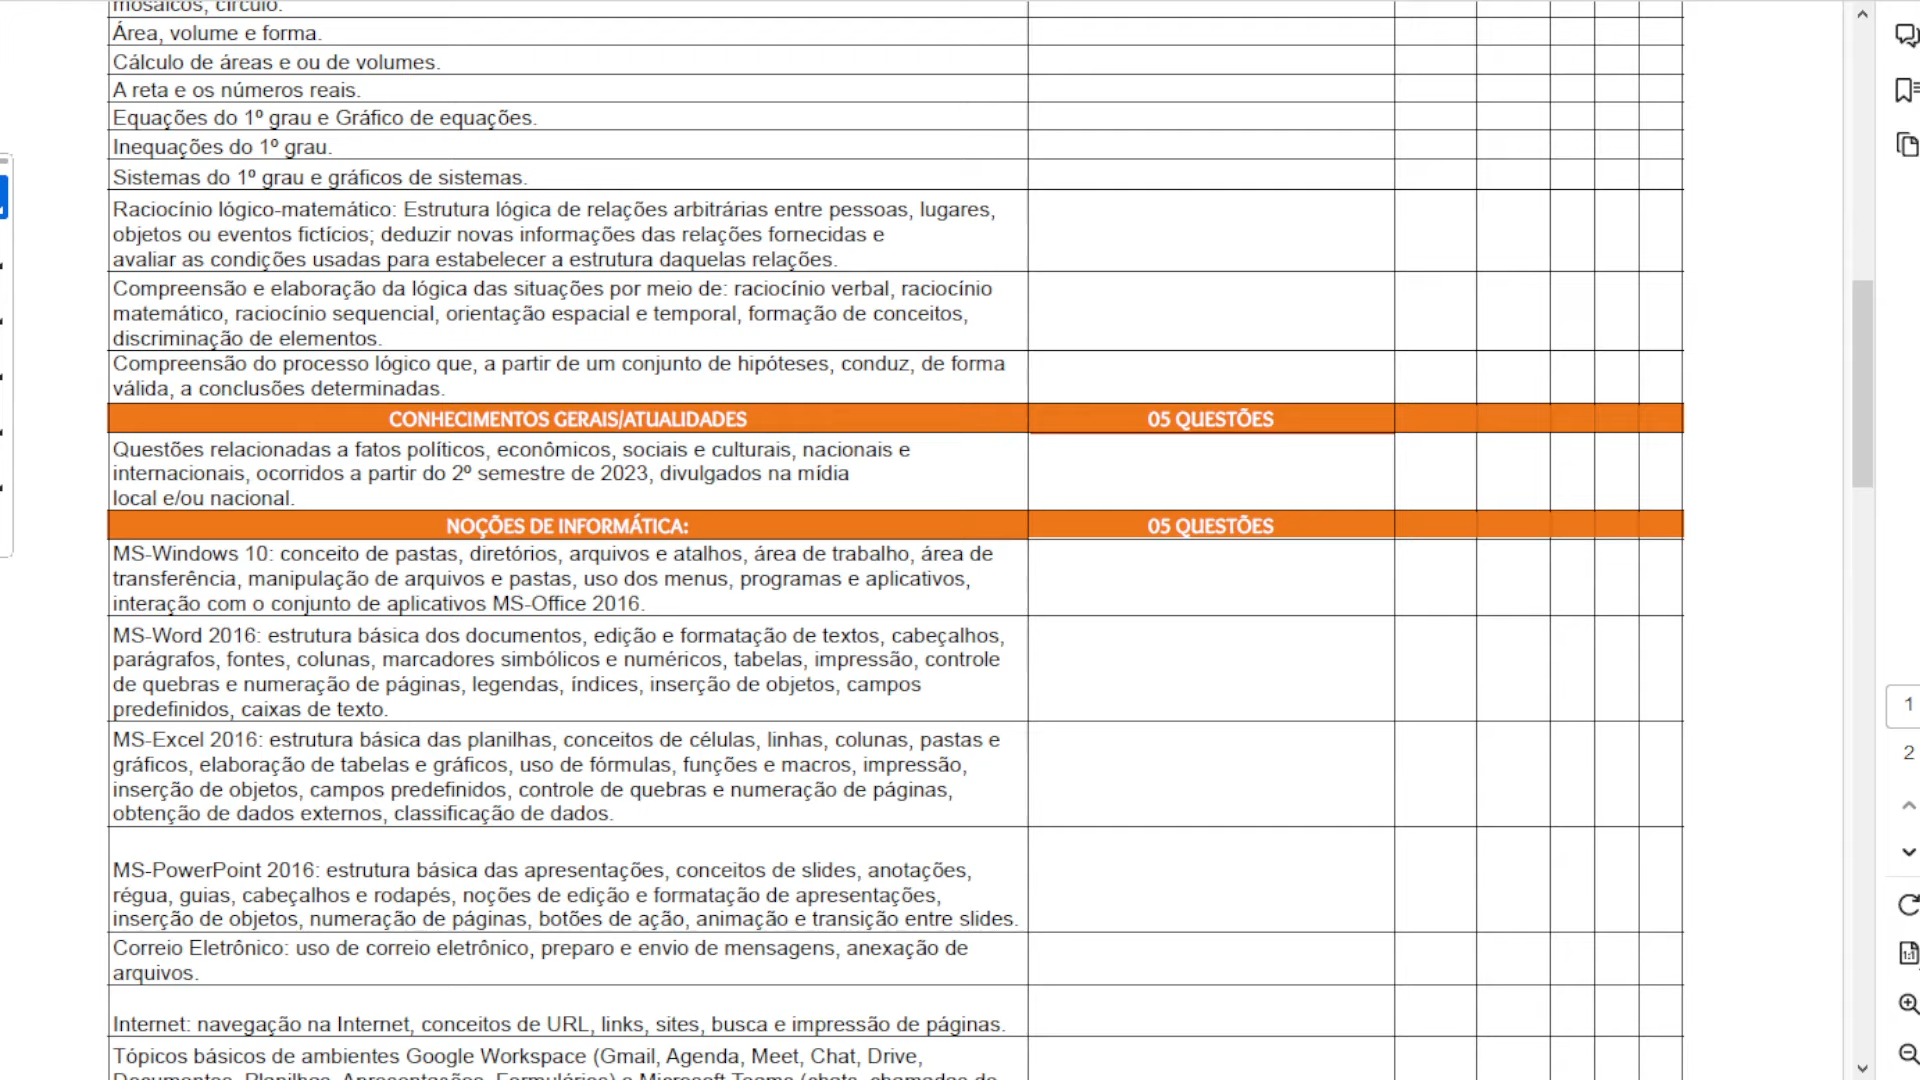 mosaicos, círculo.
Área, volume e forma.
Cálculo de áreas e ou de volumes.
A reta e os números reais.
Equações do 1º grau e Gráfico de equações.
Inequações do 1º grau.
Sistemas do 1º grau e gráficos de sistemas.
Raciocínio lógico-matemático: Estrutura lógica de relações arbitrárias entre pessoas, lugares,
objetos ou eventos fictícios; deduzir novas informações das relações fornecidas e
avaliar as condições usadas para estabelecer a estrutura daquelas relações.
Compreensão e elaboração da lógica das situações por meio de: raciocínio verbal, raciocínio
matemático, raciocínio sequencial, orientação espacial e temporal, formação de conceitos,
discriminação de elementos.
Compreensão do processo lógico que, a partir de um conjunto de hipóteses, conduz, de forma
válida, a conclusões determinadas.
CONHECIMENTOS GERAIS/ATUALIDADES 05 QUESTÕES
Questões relacionadas a fatos políticos, econômicos, sociais e culturais, nacionais e
internacionais, ocorridos a partir do 2º semestre de 2023, divulgados na mídia
local e/ou nacional.
NOÇÕES DE INFORMÁTICA: 05 QUESTÕES
MS-Windows 10: conceito de pastas, diretórios, arquivos e atalhos, área de trabalho, área de
transferência, manipulação de arquivos e pastas, uso dos menus, programas e aplicativos,
interação com o conjunto de aplicativos MS-Office 2016.
MS-Word 2016: estrutura básica dos documentos, edição e formatação de textos, cabeçalhos,
parágrafos, fontes, colunas, marcadores simbólicos e numéricos, tabelas, impressão, controle
de quebras e numeração de páginas, legendas, índices, inserção de objetos, campos
predefinidos, caixas de texto.
MS-Excel 2016: estrutura básica das planilhas, conceitos de células, linhas, colunas, pastas e
gráficos, elaboração de tabelas e gráficos, uso de fórmulas, funções e macros, impressão,
inserção de objetos, campos predefinidos, controle de quebras e numeração de páginas,
obtenção de dados externos, classificação de dados.
MS-PowerPoint 2016: estrutura básica das apresentações, conceitos de slides, anotações,
régua, guias, cabeçalhos e rodapés, noções de edição e formatação de apresentações,
inserção de objetos, numeração de páginas, botões de ação, animação e transição entre slides.
Correio Eletrônico: uso de correio eletrônico, preparo e envio de mensagens, anexação de
arquivos.
Internet: navegação na Internet, conceitos de URL, links, sites, busca e impressão de páginas.
Tópicos básicos de ambientes Google Workspace (Gmail, Agenda, Meet, Chat, Drive,
Documentos, Planilhas, Apresentações, Formulários) e Microsoft Teams (chats, chamadas de
1
2
1:1